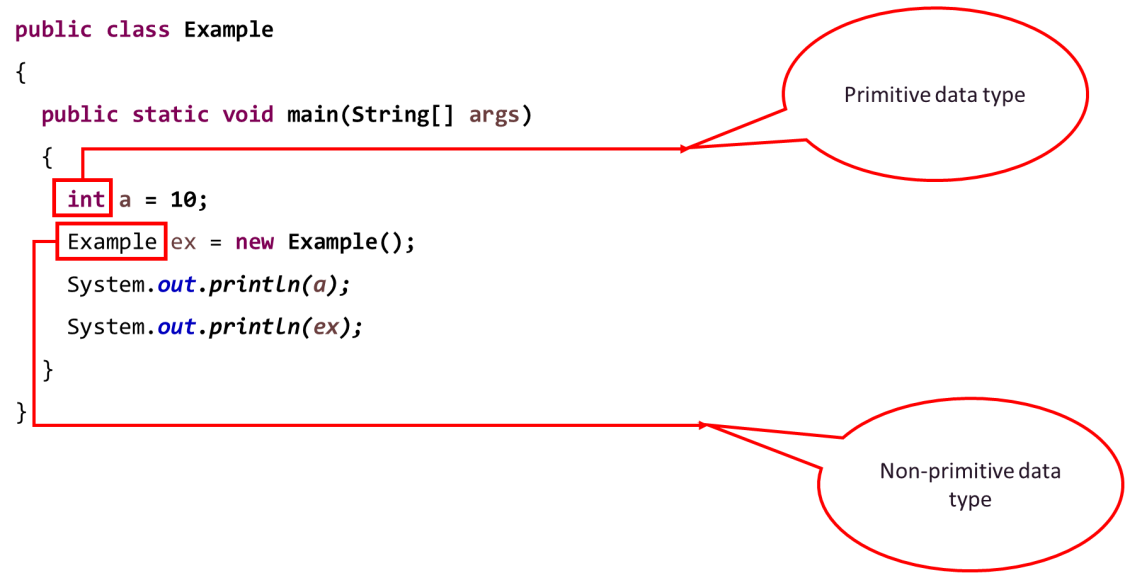 public class Example
{
public static void main(String[] args)
{
int a = 10;
Example ex = new Example();
System.out.println(a);
System.out.println(ex);
}
}
Primitive data type
Non-primitive data
type